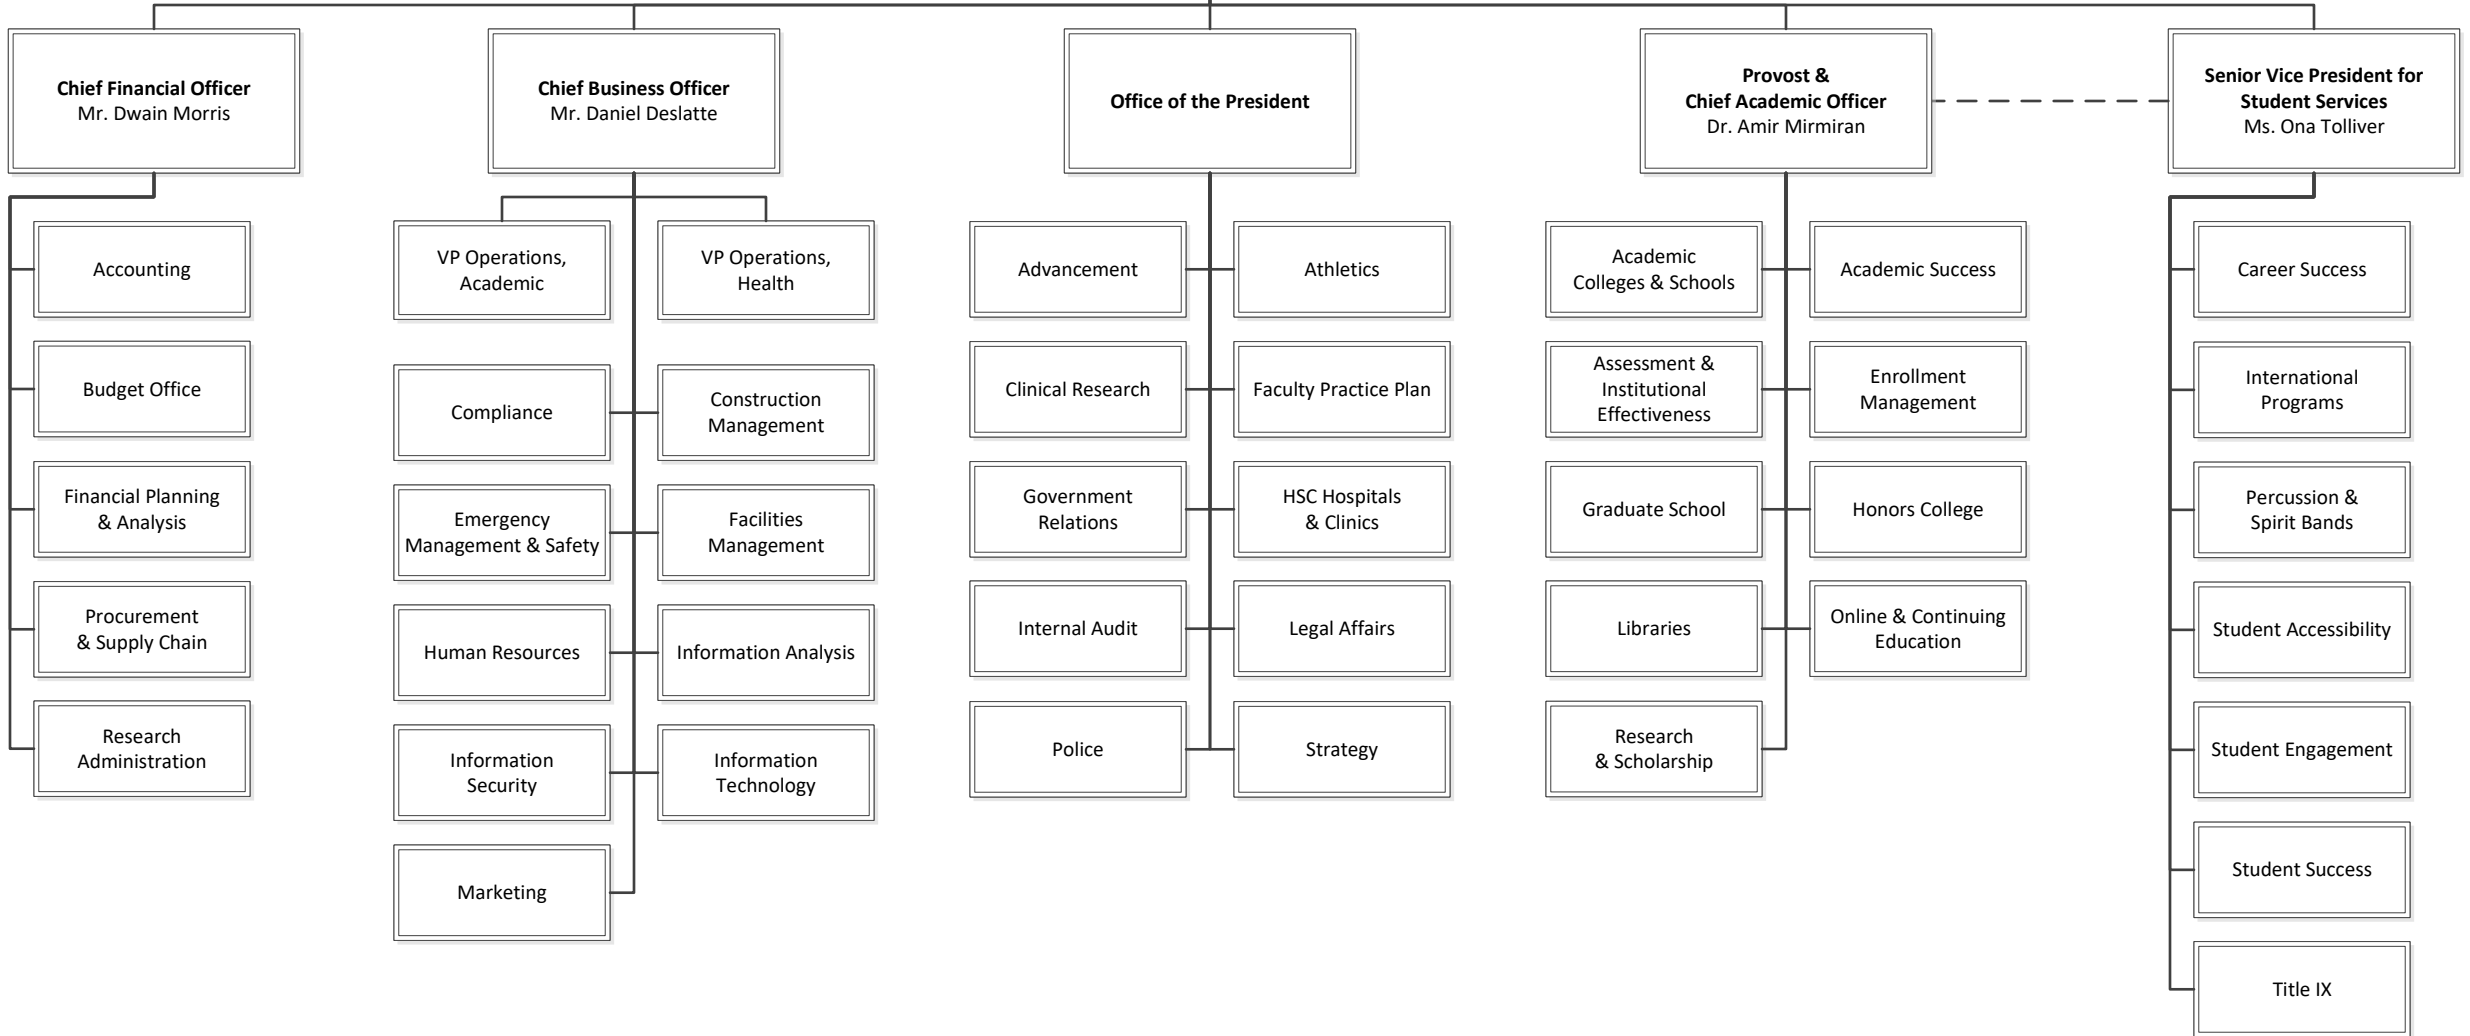 Chief Financial Officer
Mr. Dwain Morris
Chief Business Officer
Mr. Daniel Deslatte
Office of the President
Provost &
Chief Academic Officer
Dr. Amir Mirmiran
Senior Vice President for
Student Services
Ms. Ona Tolliver
Accounting
Budget Office
Financial Planning
& Analysis
Procurement
& Supply Chain
Research
Administration
VP Operations,
Academic
VP Operations,
Health
Compliance
Construction
Management
Emergency
Management & Safety
Facilities
Management
Human Resources
Information Analysis
Information
Security
Information
Technology
Marketing
Advancement
Athletics
Clinical Research
Faculty Practice Plan
Government
Relations
HSC Hospitals
& Clinics
Internal Audit
Legal Affairs
Police
Strategy
Academic
Colleges & Schools
Academic Success
Assessment &
Institutional
Effectiveness
Enrollment
Management
Graduate School
Honors College
Libraries
Online & Continuing
Education
Research
& Scholarship
Career Success
International
Programs
Percussion &
Spirit Bands
Student Accessibility
Student Engagement
Student Success
Title IX